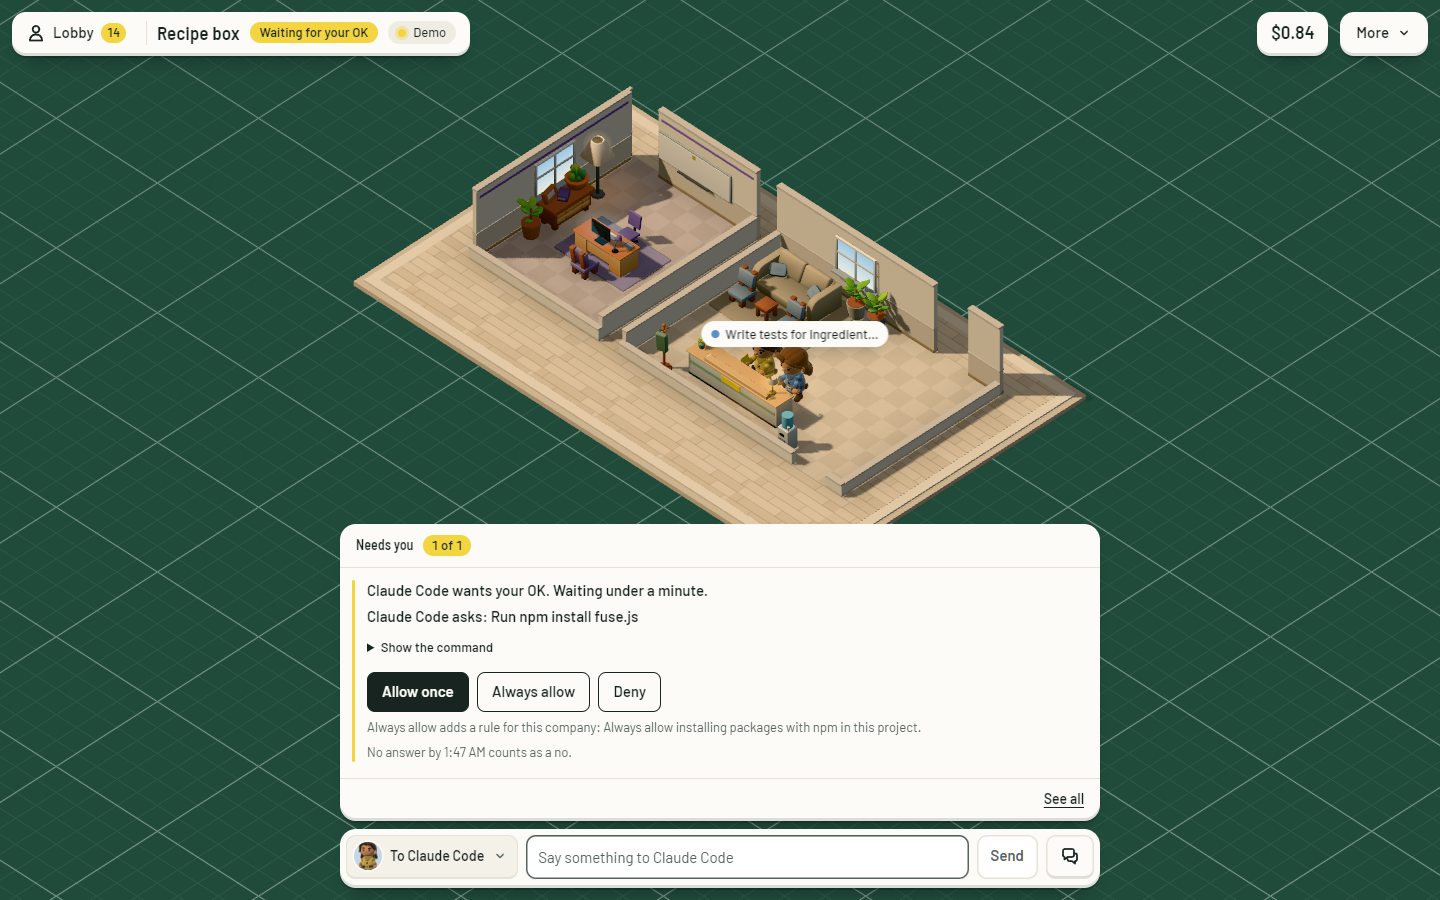 Lobby 14 Recipe box Waiting for your OK Demo
$0.84 More
Write tests for ingredient...
Needs you 1 of 1
Claude Code wants your OK. Waiting under a minute.
Claude Code asks: Run npm install fuse.js
Show the command
Allow once Always allow Deny
Always allow adds a rule for this company: Always allow installing packages with npm in this project.
No answer by 1:47 AM counts as a no.
See all
To Claude Code Say something to Claude Code Send